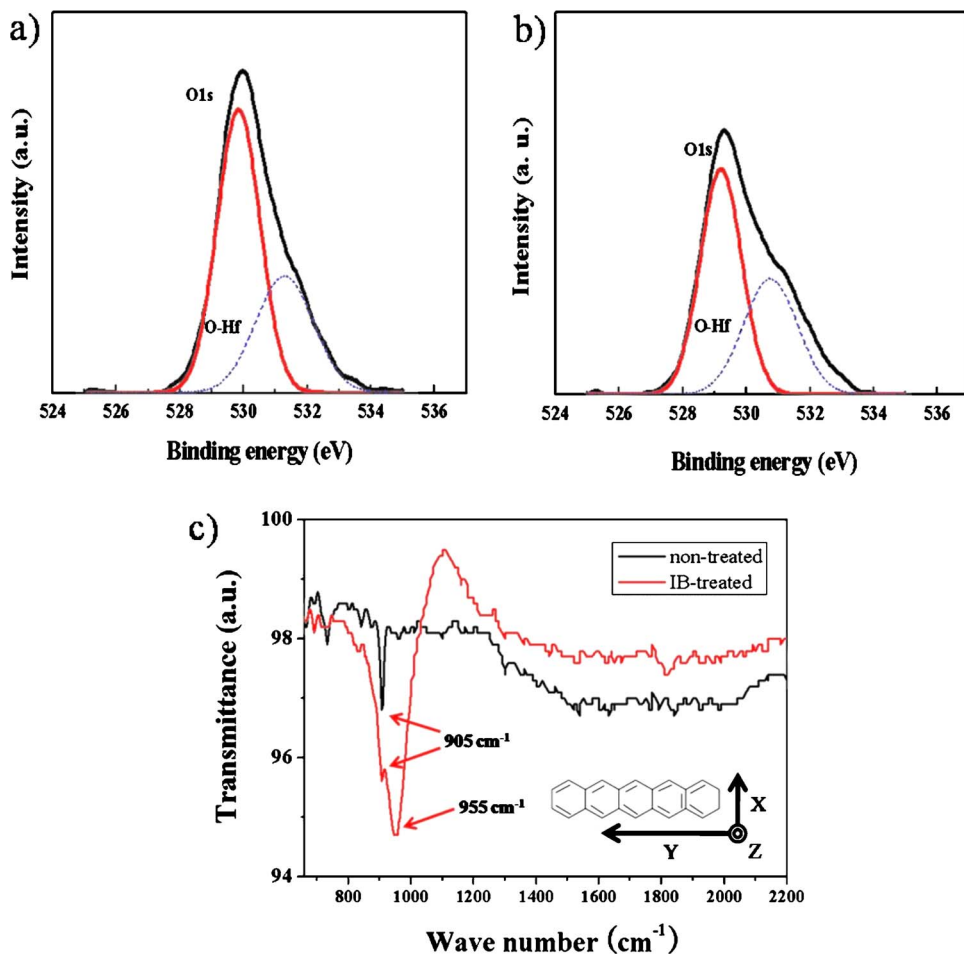 a)
Intensity (a.u.)
O1s
O-Hf
524 526 528 530 532 534 536
Binding energy (eV)
b)
Intensity (a. u.)
O1s
O-Hf
524 526 528 530 532 534 536
Binding energy (eV)
c)
Transmittance (a.u.)
100
98
96
94
non-treated
IB-treated
905 cm⁻¹
955 cm⁻¹
X
Y
Z
800 1000 1200 1400 1600 1800 2000 2200
Wave number (cm⁻¹)